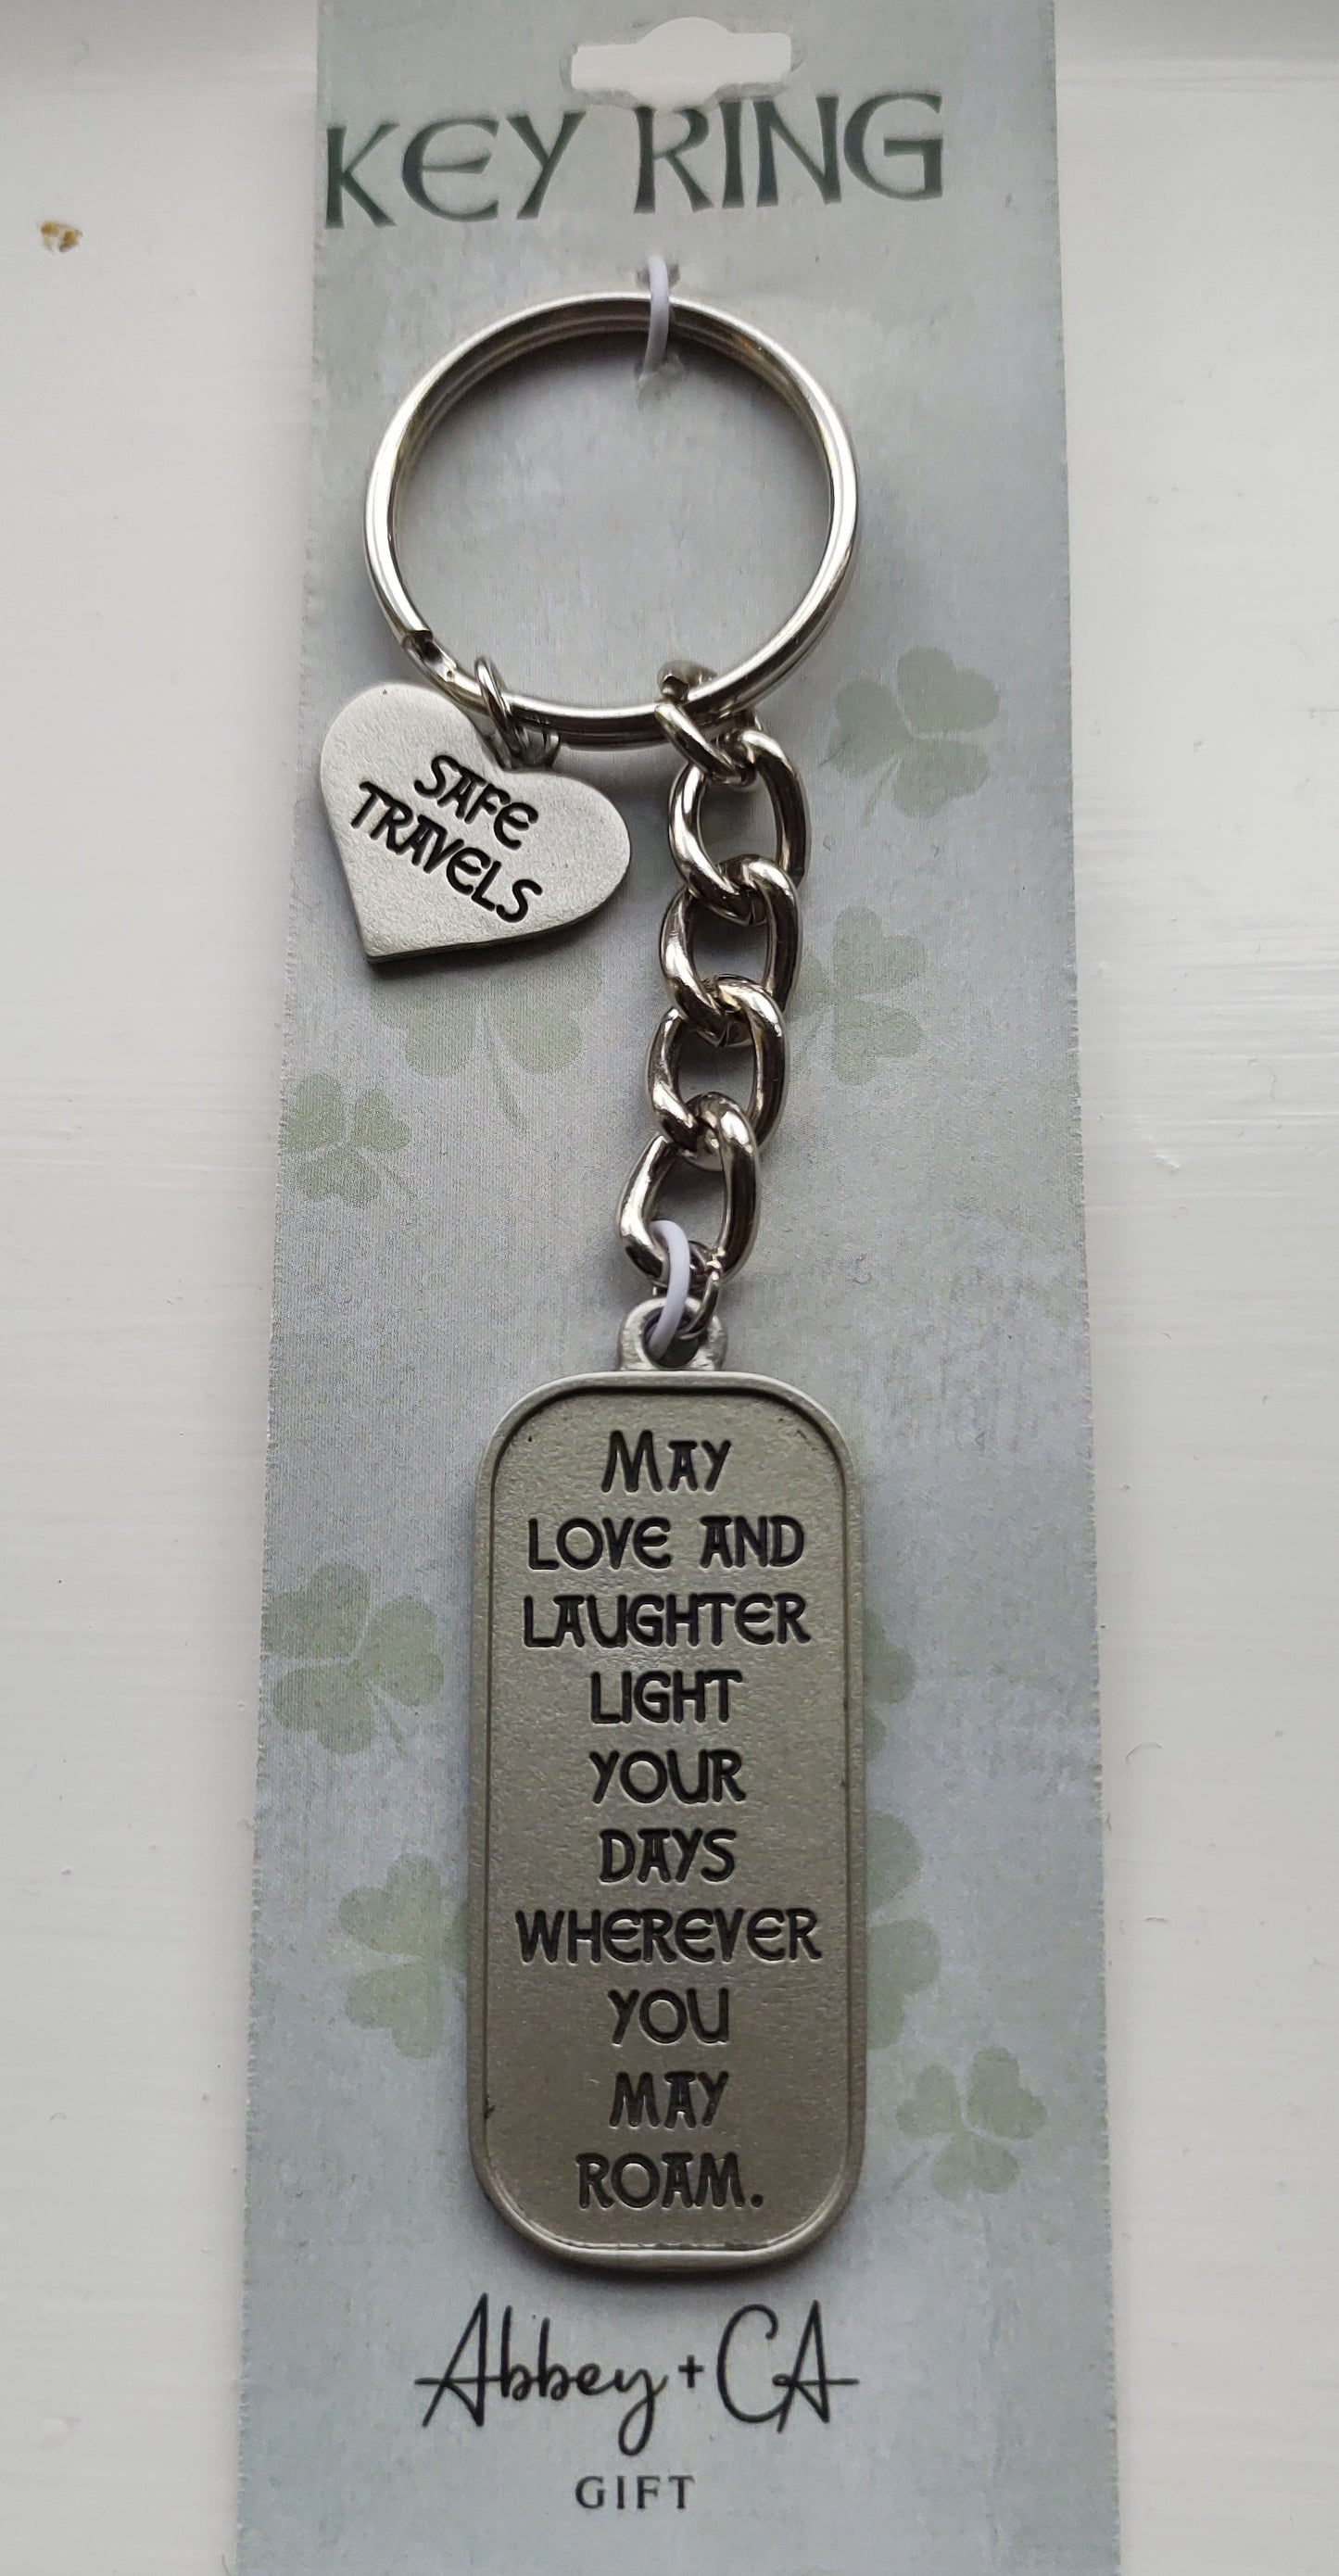 KEY RING
SAFE
TRAVELS
MAY
LOVE AND
LAUGHTER
LIGHT
YOUR
DAYS
WHEREVER
YOU
MAY
ROAM.
Abbey + CA
GIFT